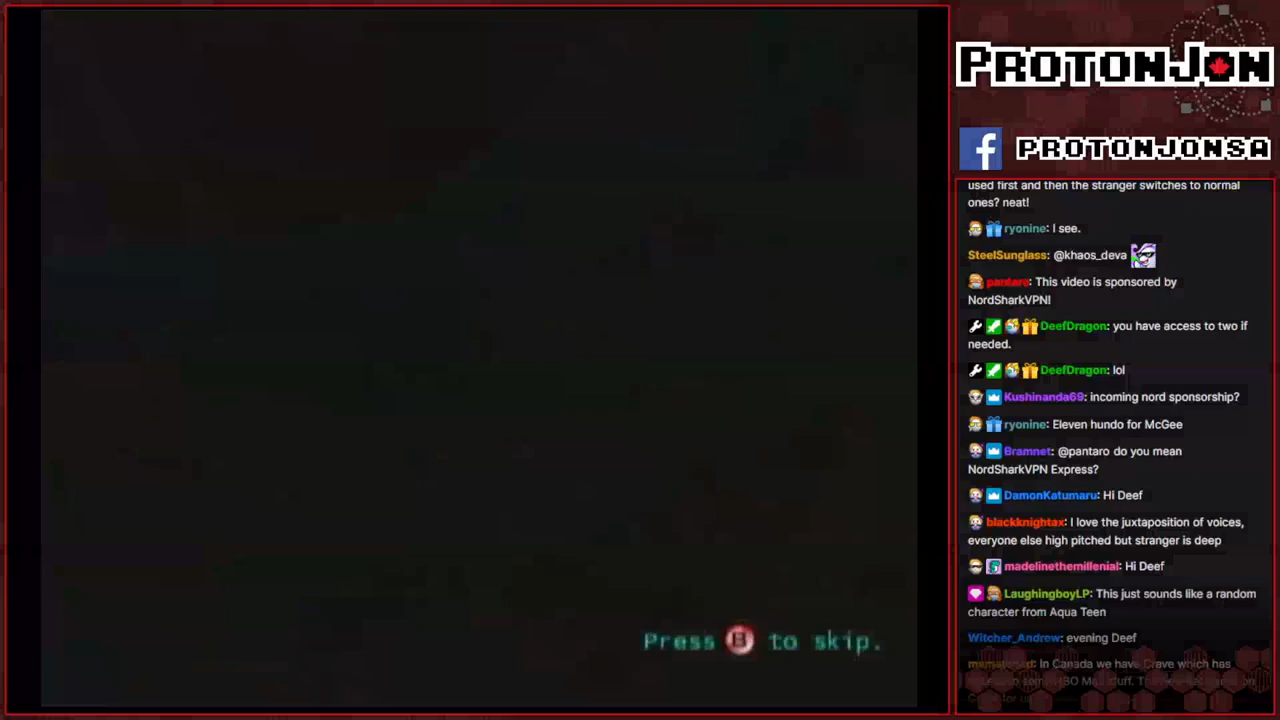 PROTONJON
PROTONJONSA
used first and then the stranger switches to normal
ones? neat!
ryonine: I see.
SteelSunglass: @khaos_deva
pantaro: This video is sponsored by
NordSharkVPN!
DeefDragon: you have access to two if
needed.
DeefDragon: lol
Kushinanda69: incoming nord sponsorship?
ryonine: Eleven hundo for McGee
Bramnet: @pantaro do you mean
NordSharkVPN Express?
DamonKatumaru: Hi Deef
blackknightax: I love the juxtaposition of voices,
everyone else high pitched but stranger is deep
madelinethemillenial: Hi Deef
LaughingboyLP: This just sounds like a random
character from Aqua Teen
Witcher_Andrew: evening Deef
In Canada we have Crave which has
Press B to skip.